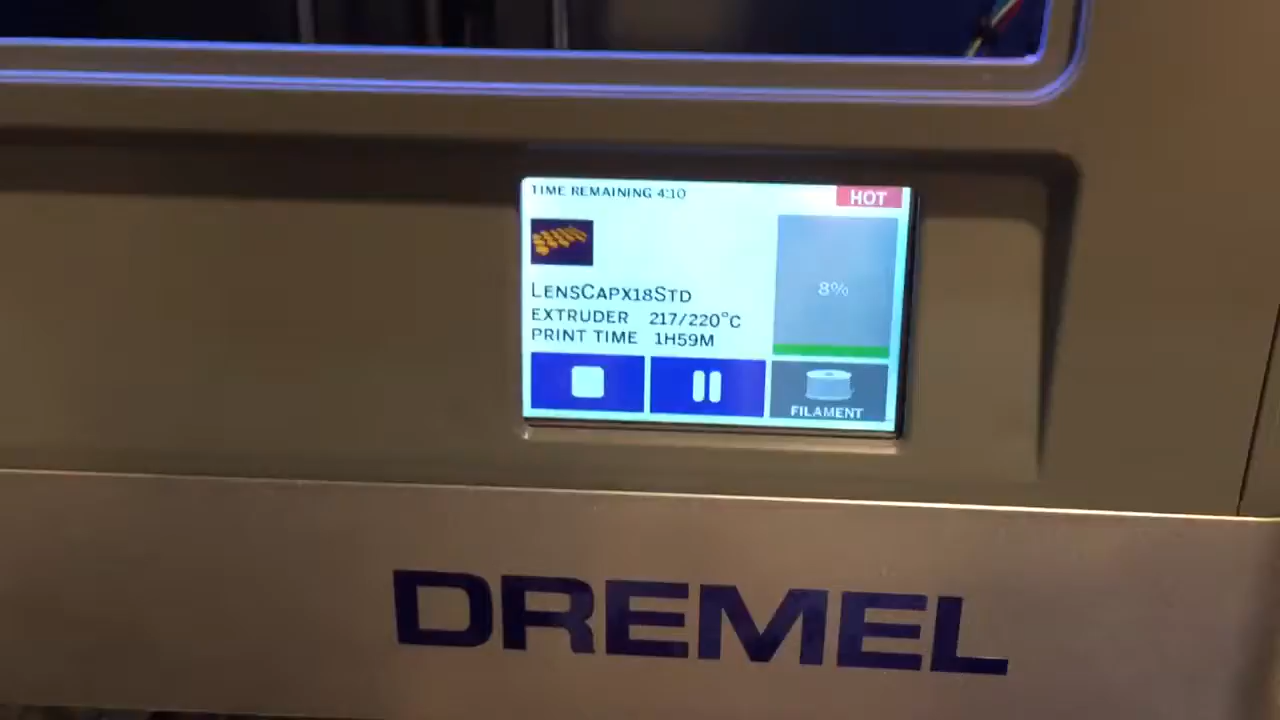 TIME REMAINING 4:10
HOT
8%
LENSCAPX18STD
EXTRUDER 217/220°C
PRINT TIME 1H59M
FILAMENT
DREMEL